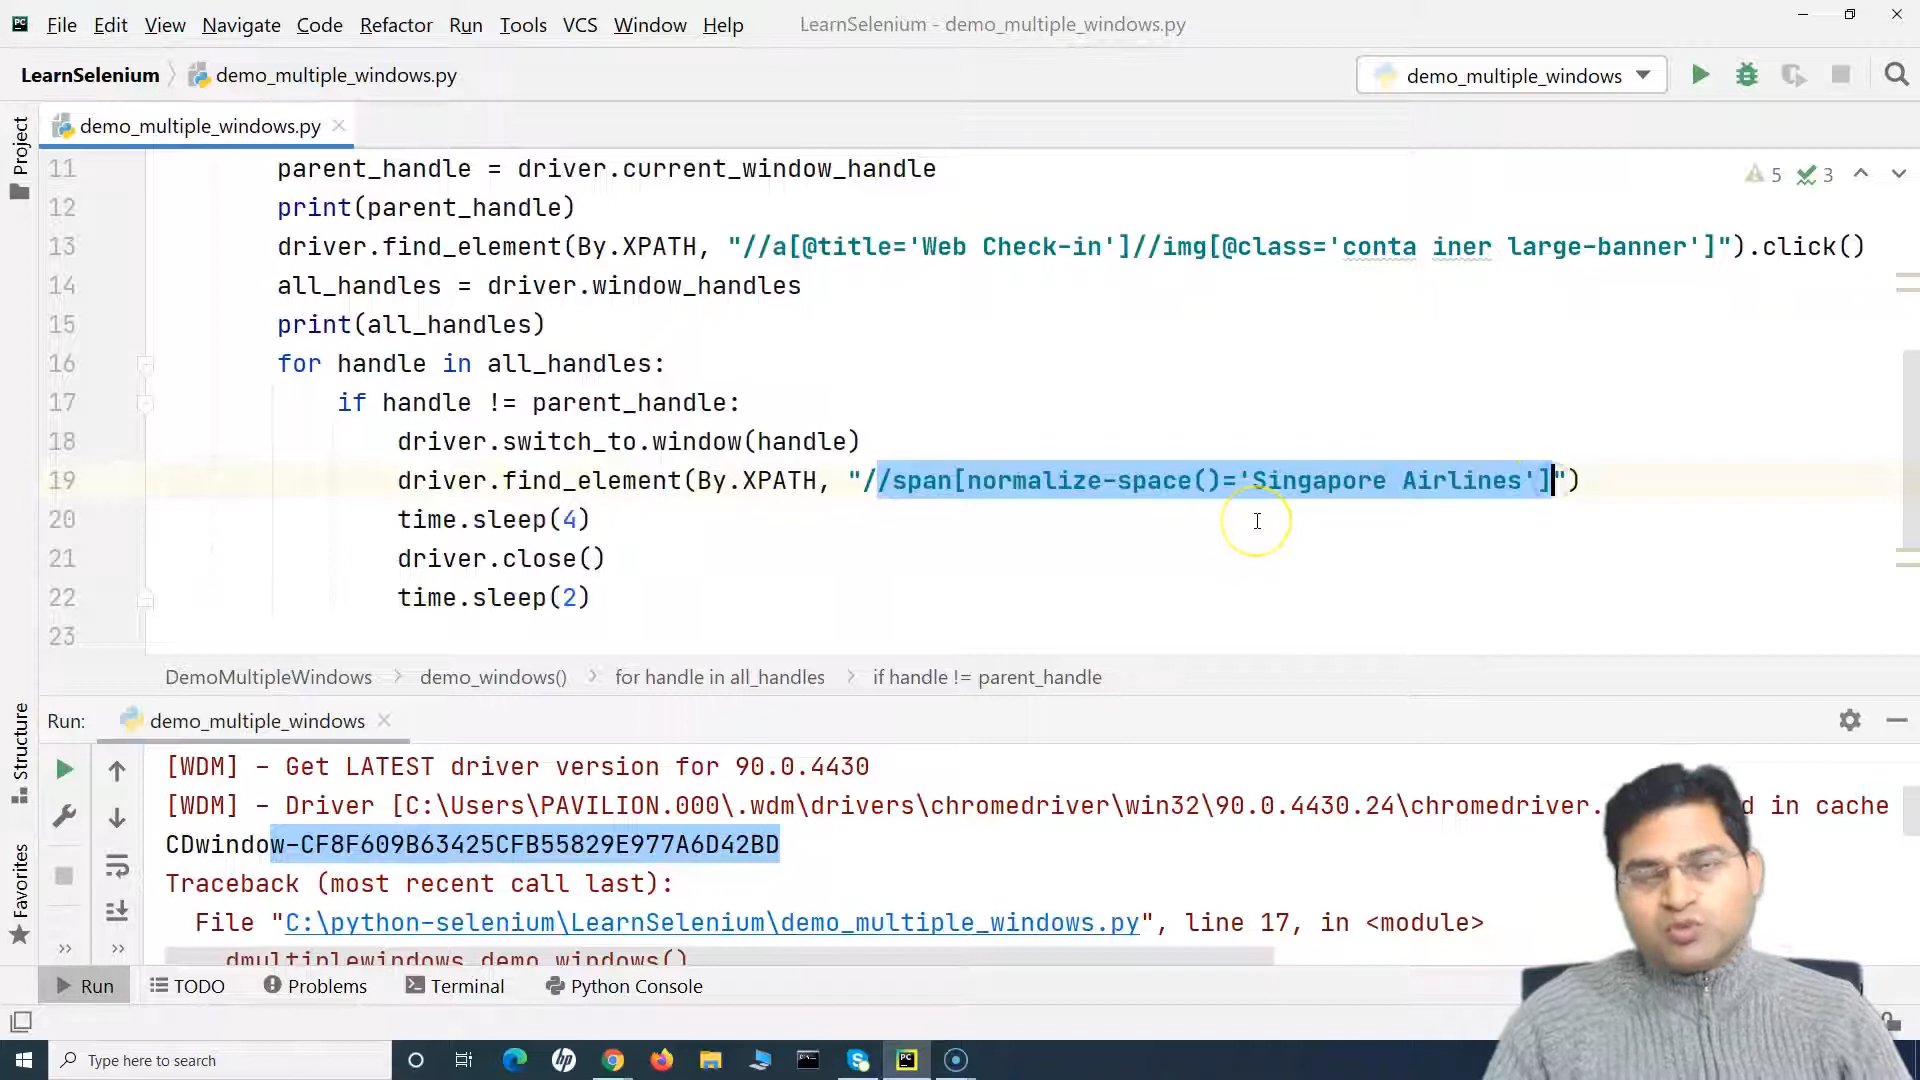 File Edit View Navigate Code Refactor Run Tools VCS Window Help LearnSelenium - demo_multiple_windows.py
LearnSelenium demo_multiple_windows.py demo_multiple_windows
Project
demo_multiple_windows.py
11 parent_handle = driver.current_window_handle
5 3
12 print(parent_handle)
13 driver.find_element(By.XPATH, "//a[@title='Web Check-in']//img[@class='conta iner large-banner']").click()
14 all_handles = driver.window_handles
15 print(all_handles)
16 for handle in all_handles:
17 if handle != parent_handle:
18 driver.switch_to.window(handle)
19 driver.find_element(By.XPATH, "//span[normalize-space()='Singapore Airlines']")
20 time.sleep(4)
21 driver.close()
22 time.sleep(2)
23
DemoMultipleWindows demo_windows() for handle in all_handles if handle != parent_handle
Structure
Favorites
Run: demo_multiple_windows
[WDM] - Get LATEST driver version for 90.0.4430
[WDM] - Driver [C:\Users\PAVILION.000\.wdm\drivers\chromedriver\win32\90.0.4430.24\chromedriver. d in cache
CDwindow-CF8F609B63425CFB55829E977A6D42BD
Traceback (most recent call last):
File "C:\python-selenium\LearnSelenium\demo_multiple_windows.py", line 17, in <module>
dmultiplewindows.demo_windows()
Run TODO Problems Terminal Python Console
Type here to search